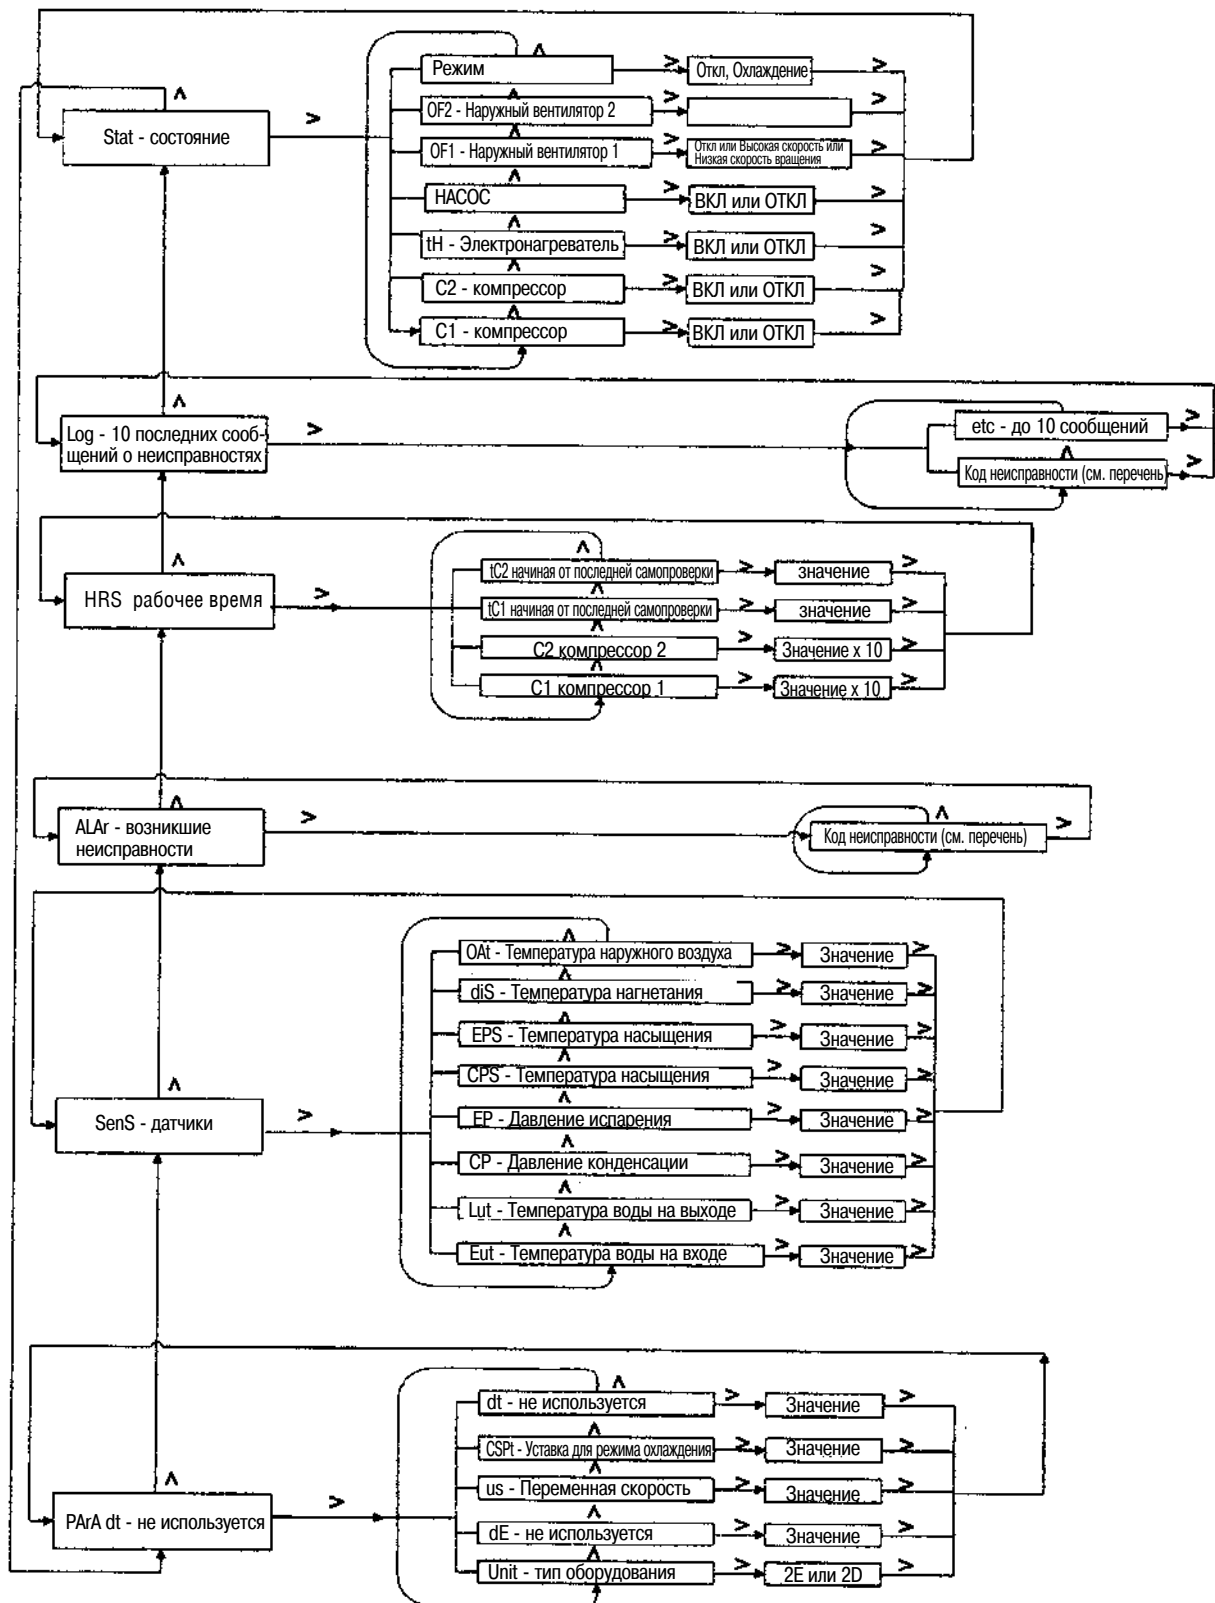 Режим
Откл, Охлаждение
OF2 - Наружный вентилятор 2
Stat - состояние
OF1 - Наружный вентилятор 1
Откл или Высокая скорость или
Низкая скорость вращения
НАСОС
ВКЛ или ОТКЛ
tH - Электронагреватель
ВКЛ или ОТКЛ
C2 - компрессор
ВКЛ или ОТКЛ
C1 - компрессор
ВКЛ или ОТКЛ
Log - 10 последних сооб-
щений о неисправностях
etc - до 10 сообщений
Код неисправности (см. перечень)
HRS рабочее время
tC2 начиная от последней самопроверки
значение
tC1 начиная от последней самопроверки
значение
C2 компрессор 2
Значение x 10
C1 компрессор 1
Значение x 10
ALAr - возникшие
неисправности
Код неисправности (см. перечень)
OAt - Температура наружного воздуха
Значение
diS - Температура нагнетания
Значение
EPS - Температура насыщения
Значение
CPS - Температура насыщения
Значение
SenS - датчики
EP - Давление испарения
Значение
CP - Давление конденсации
Значение
Lut - Температура воды на выходе
Значение
Eut - Температура воды на входе
Значение
dt - не используется
Значение
CSPt - Уставка для режима охлаждения
Значение
us - Переменная скорость
Значение
PArA dt - не используется
dE - не используется
Значение
Unit - тип оборудования
2E или 2D